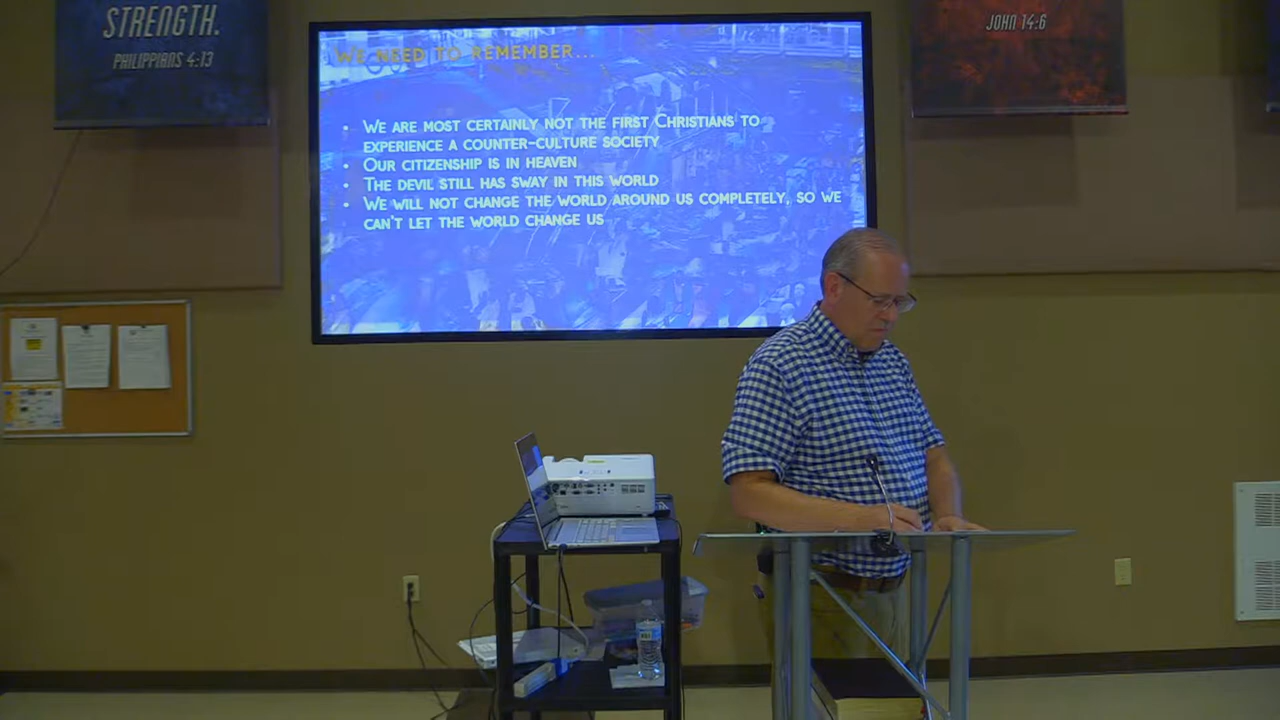 STRENGTH.
PHILIPPIANS 4:13
JOHN 14:6
WE NEED TO REMEMBER...
WE ARE MOST CERTAINLY NOT THE FIRST CHRISTIANS TO
EXPERIENCE A COUNTER-CULTURE SOCIETY
OUR CITIZENSHIP IS IN HEAVEN
THE DEVIL STILL HAS SWAY IN THIS WORLD
WE WILL NOT CHANGE THE WORLD AROUND US COMPLETELY, SO WE
CAN'T LET THE WORLD CHANGE US